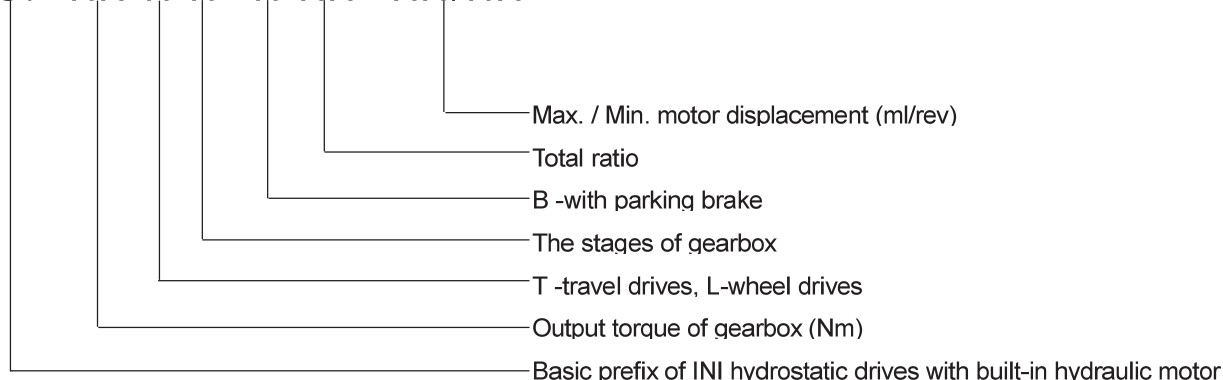 Max. / Min. motor displacement (ml/rev)
Total ratio
B -with parking brake
The stages of gearbox
T -travel drives, L-wheel drives
Output torque of gearbox (Nm)
Basic prefix of INI hydrostatic drives with built-in hydraulic motor